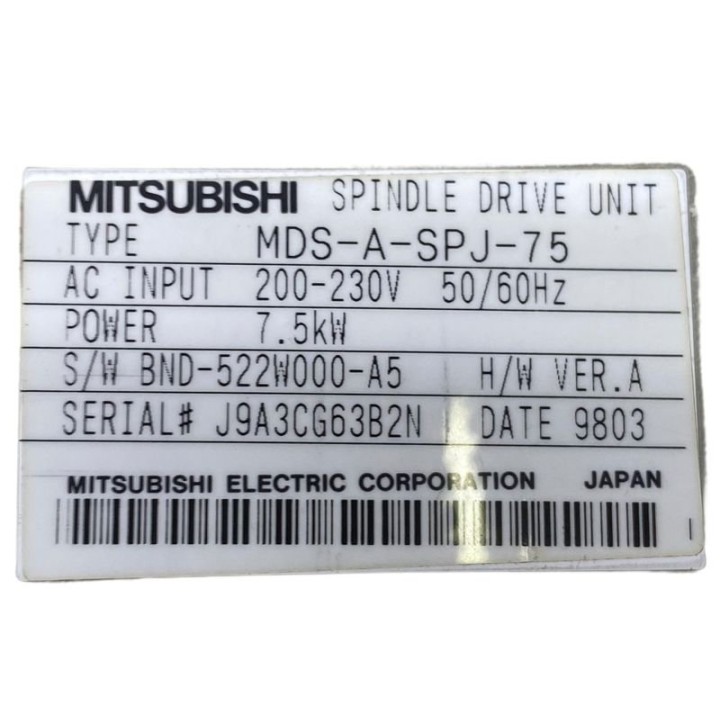 MITSUBISHI SPINDLE DRIVE UNIT
TYPE MDS-A-SPJ-75
AC INPUT 200-230V 50/60Hz
POWER 7.5kW
S/W BND-522W000-A5 H/W VER.A
SERIAL# J9A3CG63B2N DATE 9803
MITSUBISHI ELECTRIC CORPORATION JAPAN